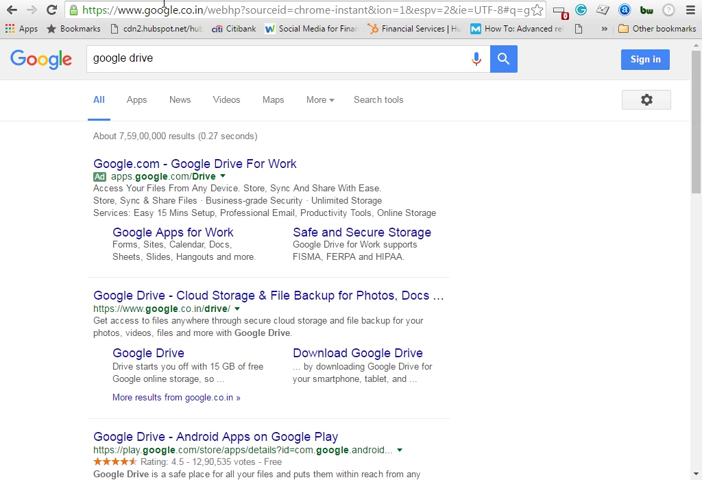 https://www.google.co.in/webhp?sourceid=chrome-instant&ion=1&espv=2&ie=UTF-8#q=g
Apps Bookmarks cdn2.hubspot.net/hu Social Media for Finan Financial Services | Hu How To: Advanced re » Other bookmarks
Google google drive Sign in
All Apps News Videos Maps More Search tools
About 7,59,00,000 results (0.27 seconds)
Google.com - Google Drive For Work
Ad apps.google.com/Drive
Access Your Files From Any Device. Store, Sync And Share With Ease.
Store, Sync & Share Files · Business-grade Security · Unlimited Storage
Services: Easy 15 Mins Setup, Professional Email, Productivity Tools, Online Storage
Google Apps for Work
Forms, Sites, Calendar, Docs,
Sheets, Slides, Hangouts and more.
Safe and Secure Storage
Google Drive for Work supports
FISMA, FERPA and HIPAA.
Google Drive - Cloud Storage & File Backup for Photos, Docs ...
https://www.google.co.in/drive/
Get access to files anywhere through secure cloud storage and file backup for your
photos, videos, files and more with Google Drive.
Google Drive
Drive starts you off with 15 GB of free
Google online storage, so ...
Download Google Drive
... by downloading Google Drive for
your smartphone, tablet, and ...
More results from google.co.in »
Google Drive - Android Apps on Google Play
https://play.google.com/store/apps/details?id=com.google.android...
Rating: 4.5 - 12,90,535 votes - Free
Google Drive is a safe place for all your files and puts them within reach from any